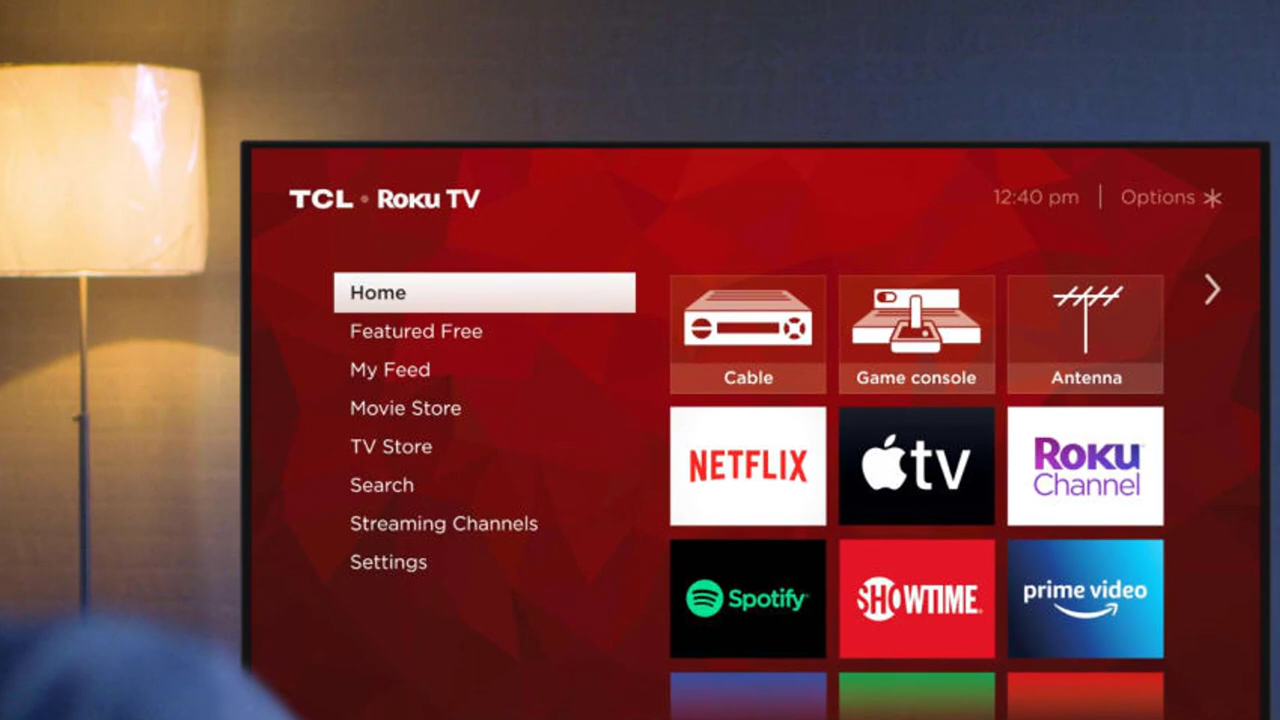 TCL • Roku TV
12:40 pm | Options *
Home
Featured Free
My Feed
Movie Store
TV Store
Search
Streaming Channels
Settings
Cable
Game console
Antenna
NETFLIX
tv
Roku
Channel
Spotify
SHOWTIME
prime video